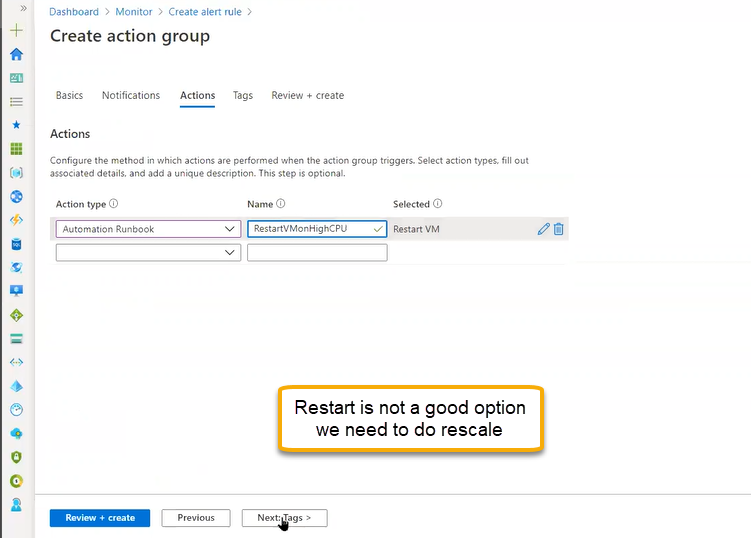 »
Dashboard > Monitor > Create alert rule >
Create action group
Basics Notifications Actions Tags Review + create
Actions
Configure the method in which actions are performed when the action group triggers. Select action types, fill out
associated details, and add a unique description. This step is optional.
Action type Name Selected
Automation Runbook RestartVMonHighCPU Restart VM
Restart is not a good option
we need to do rescale
Review + create Previous Next: Tags >